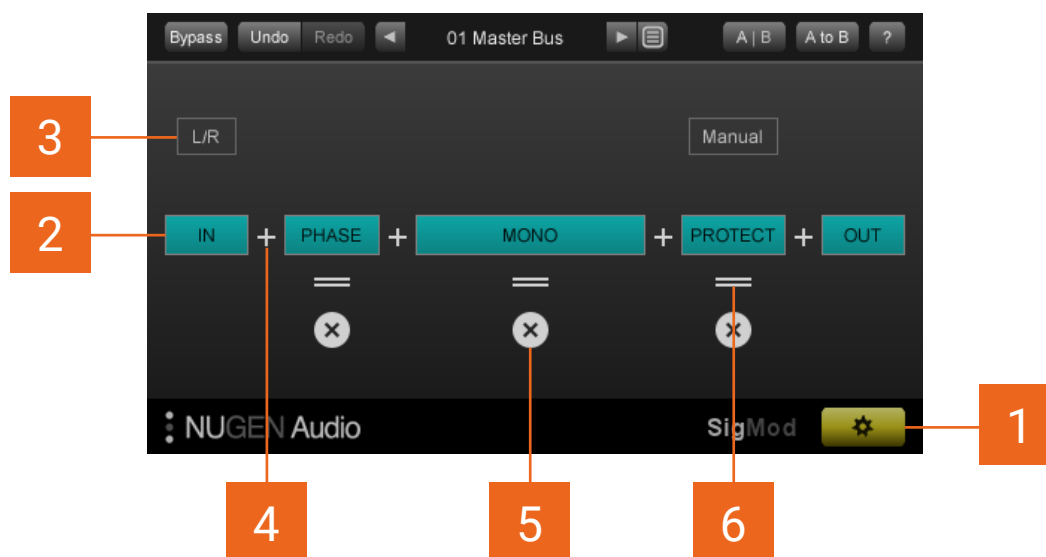 Bypass Undo Redo 01 Master Bus A | B A to B ?
3 L/R Manual
2 IN + PHASE + MONO + PROTECT + OUT
NUGEN Audio SigMod 1
4 5 6